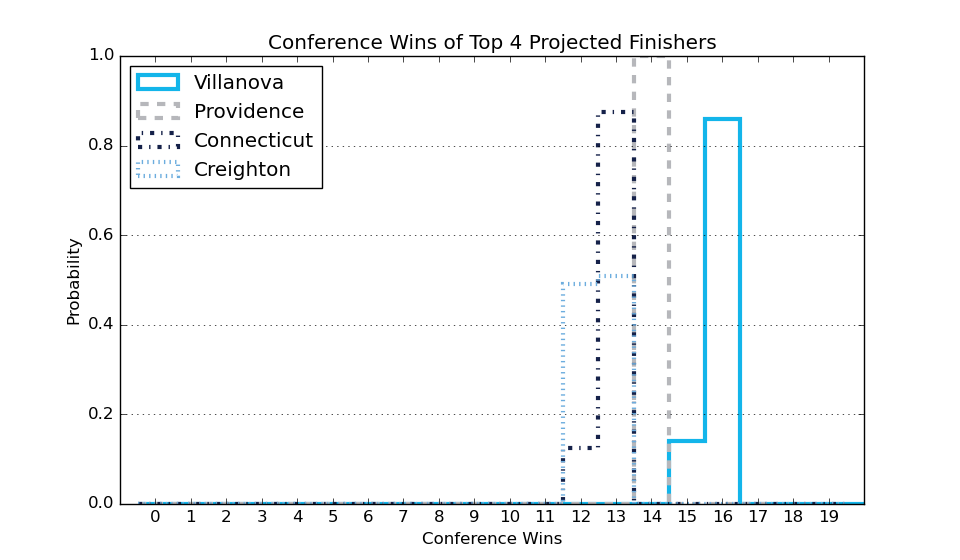 Conference Wins of Top 4 Projected Finishers
1.0
0.8
0.6
0.4
0.2
0.0
Probability
Villanova
Providence
Connecticut
Creighton
0 1 2 3 4 5 6 7 8 9 10 11 12 13 14 15 16 17 18 19
Conference Wins